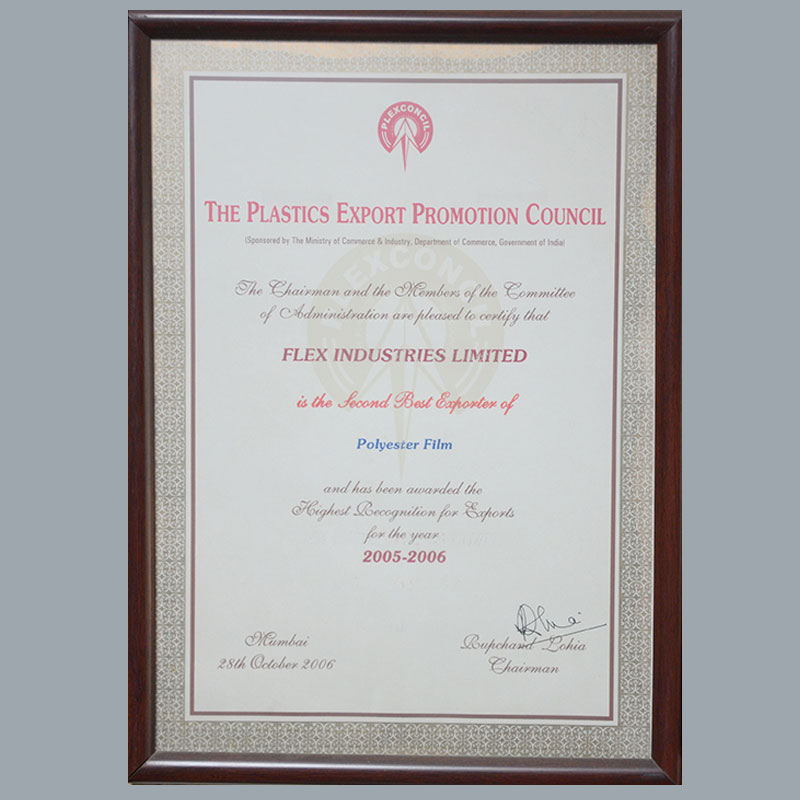 PLEXCONCIL
THE PLASTICS EXPORT PROMOTION COUNCIL
(Sponsored by The Ministry of Commerce & Industry, Department of Commerce, Government of India)
PLEXCONCIL
The Chairman and the Members of the Committee
of Administration are pleased to certify that
FLEX INDUSTRIES LIMITED
is the Second Best Exporter of
Polyester Film
and has been awarded the
Highest Recognition for Exports
for the year
2005-2006
Mumbai
28th October 2006
Rupchand Lohia
Chairman